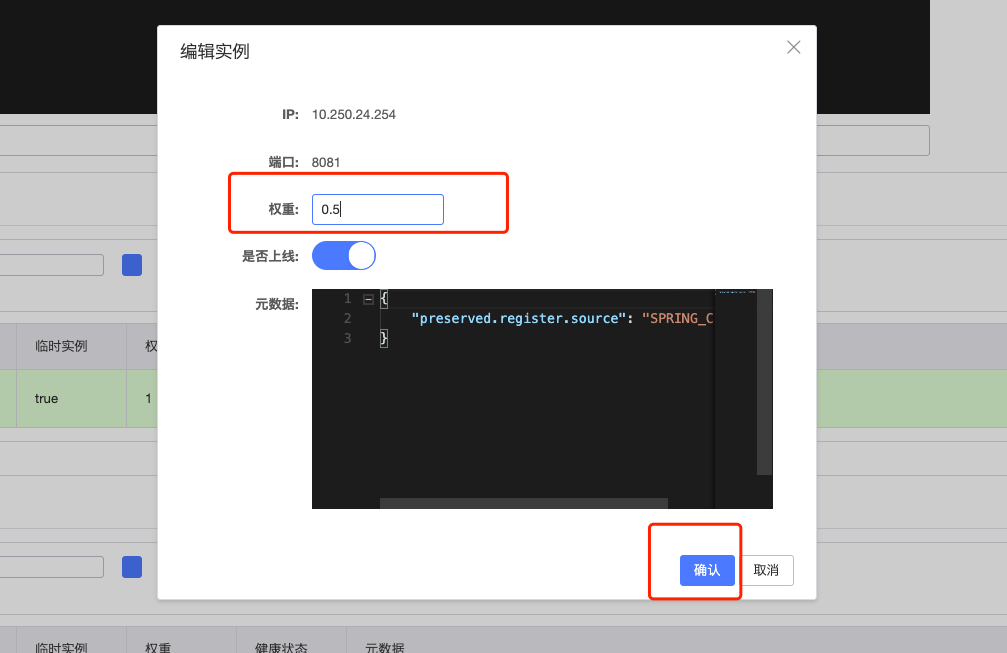 编辑实例
IP: 10.250.24.254
端口: 8081
权重: 0.5
是否上线:
元数据:
1 {
2 "preserved.register.source": "SPRING_C
3 }
临时实例 权
true 1
确认 取消
临时实例 权重 健康状态 元数据